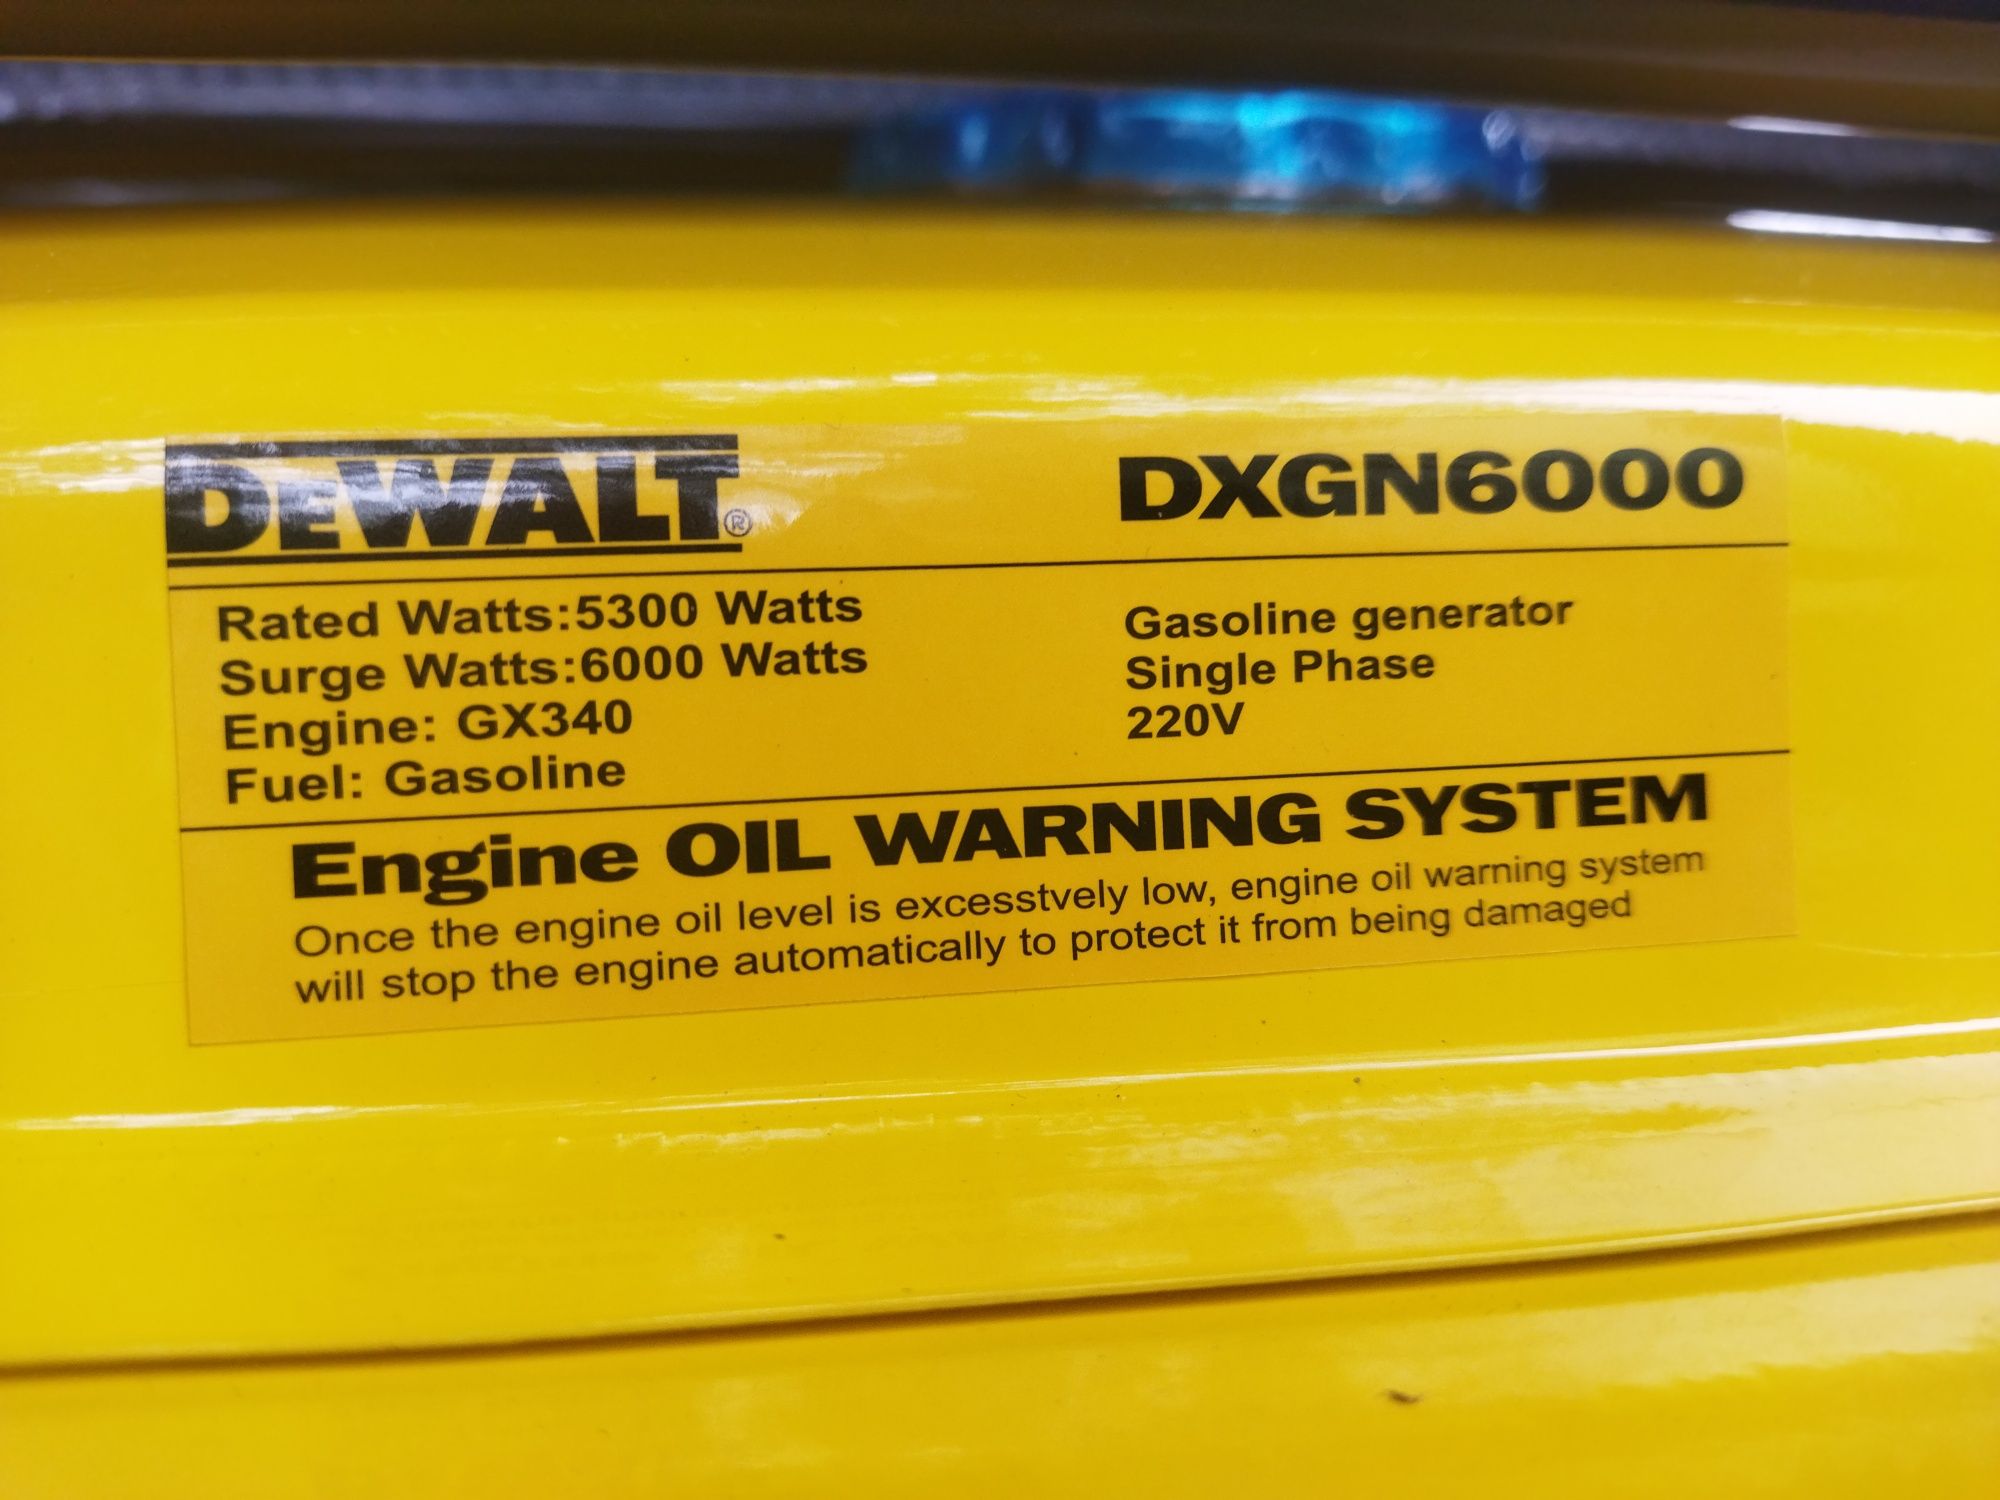 DEWALT®
DXGN6000
Rated Watts:5300 Watts
Surge Watts:6000 Watts
Engine: GX340
Fuel: Gasoline
Gasoline generator
Single Phase
220V
Engine OIL WARNING SYSTEM
Once the engine oil level is excesstvely low, engine oil warning system
will stop the engine automatically to protect it from being damaged